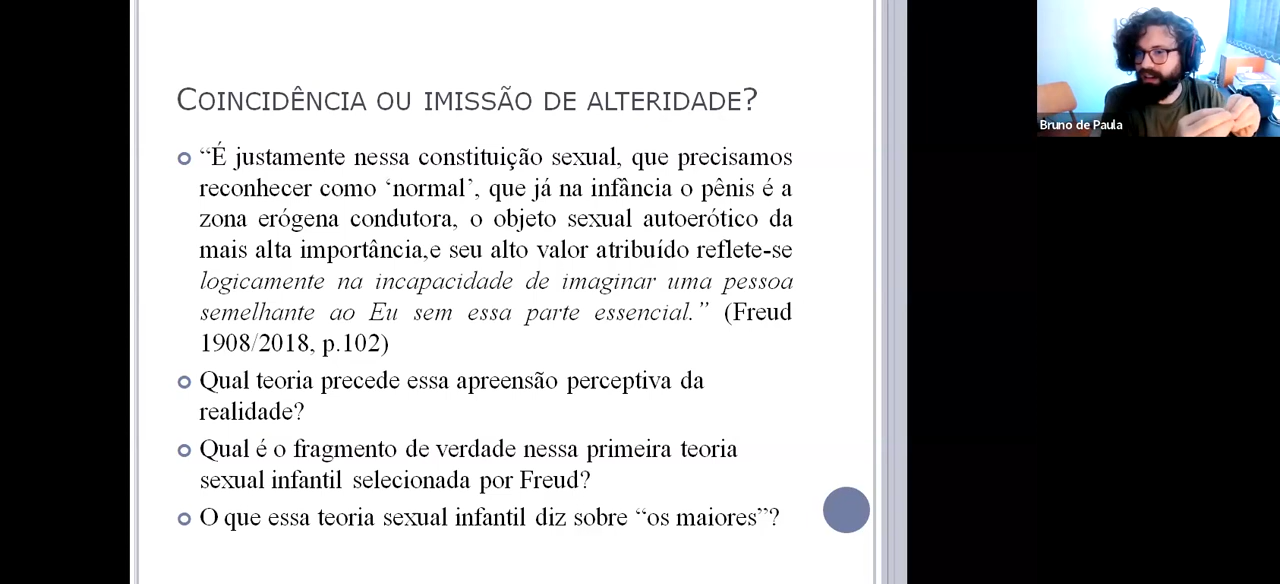 COINCIDÊNCIA OU IMISSÃO DE ALTERIDADE?
“É justamente nessa constituição sexual, que precisamos
reconhecer como ‘normal’, que já na infância o pênis é a
zona erógena condutora, o objeto sexual autoerótico da
mais alta importância,e seu alto valor atribuído reflete-se
logicamente na incapacidade de imaginar uma pessoa
semelhante ao Eu sem essa parte essencial.” (Freud
1908/2018, p.102)
Qual teoria precede essa apreensão perceptiva da
realidade?
Qual é o fragmento de verdade nessa primeira teoria
sexual infantil selecionada por Freud?
O que essa teoria sexual infantil diz sobre “os maiores”?
Bruno de Paula